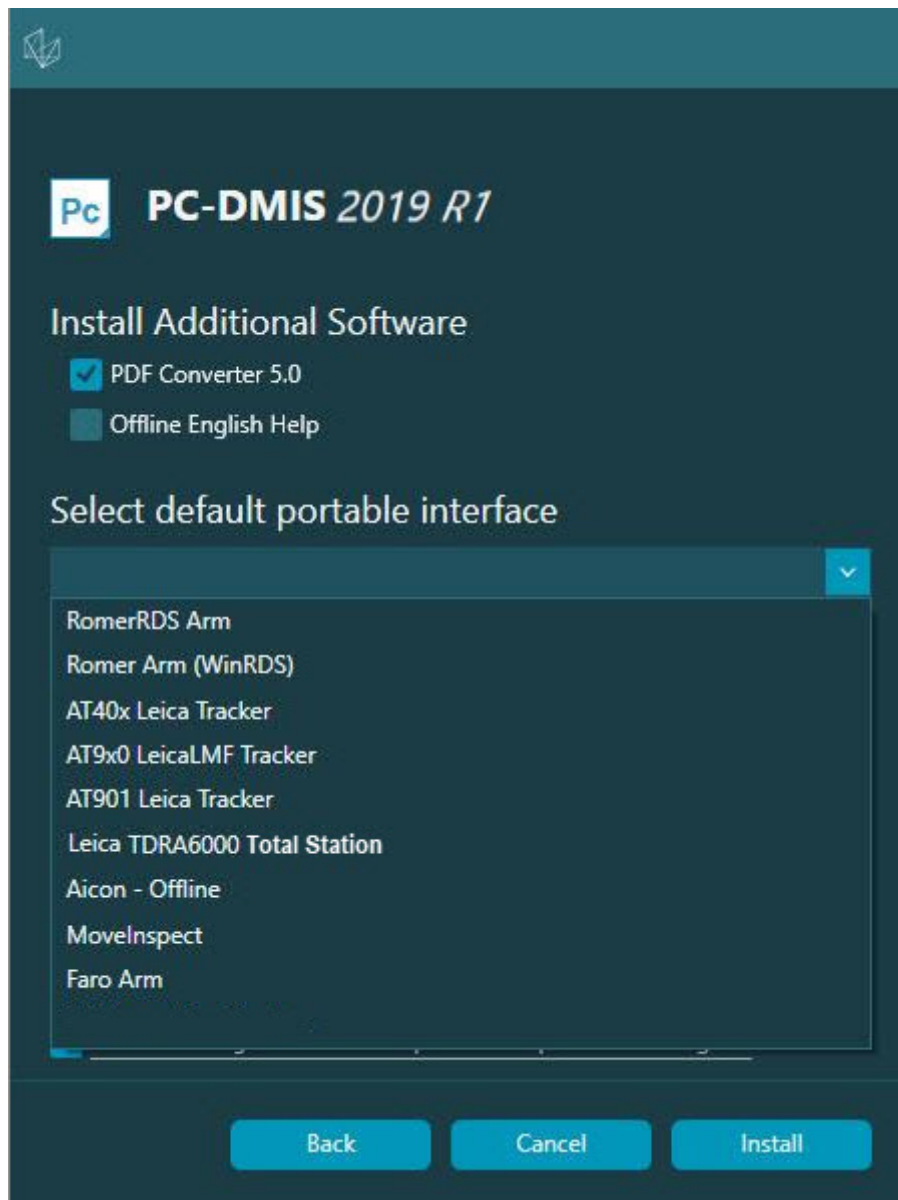 Pc PC-DMIS 2019 R1
Install Additional Software
PDF Converter 5.0
Offline English Help
Select default portable interface
RomerRDS Arm
Romer Arm (WinRDS)
AT40x Leica Tracker
AT9x0 LeicaLMF Tracker
AT901 Leica Tracker
Leica TDRA6000 Total Station
Aicon - Offline
MoveInspect
Faro Arm
Back Cancel Install